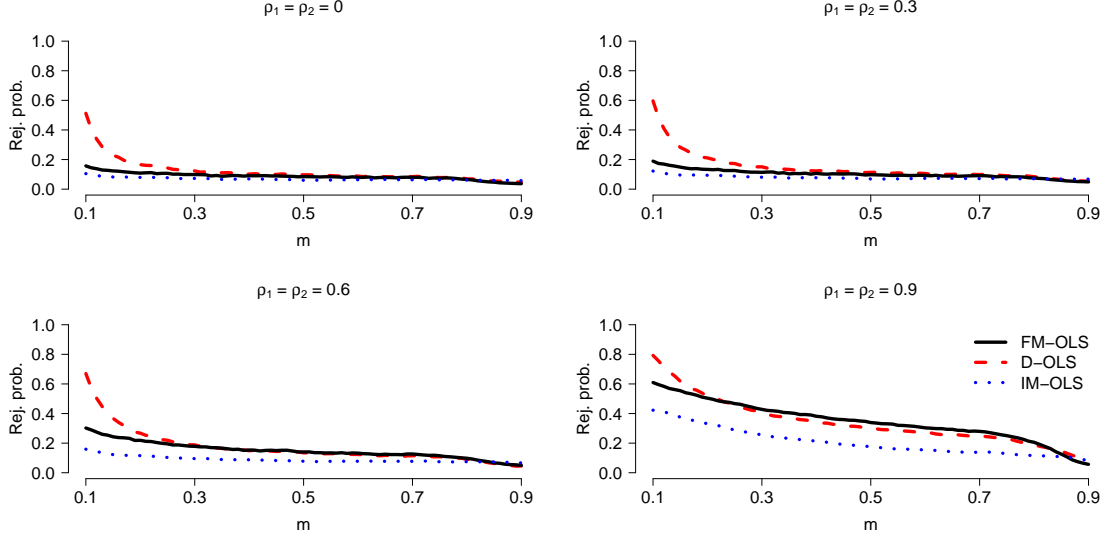 ρ₁ = ρ₂ = 0
Rej. prob.
1.0
0.8
0.6
0.4
0.2
0.0
0.1 0.3 0.5 0.7 0.9
m
ρ₁ = ρ₂ = 0.3
Rej. prob.
1.0
0.8
0.6
0.4
0.2
0.0
0.1 0.3 0.5 0.7 0.9
m
ρ₁ = ρ₂ = 0.6
Rej. prob.
1.0
0.8
0.6
0.4
0.2
0.0
0.1 0.3 0.5 0.7 0.9
m
ρ₁ = ρ₂ = 0.9
Rej. prob.
1.0
0.8
0.6
0.4
0.2
0.0
0.1 0.3 0.5 0.7 0.9
m
FM−OLS
D−OLS
IM−OLS